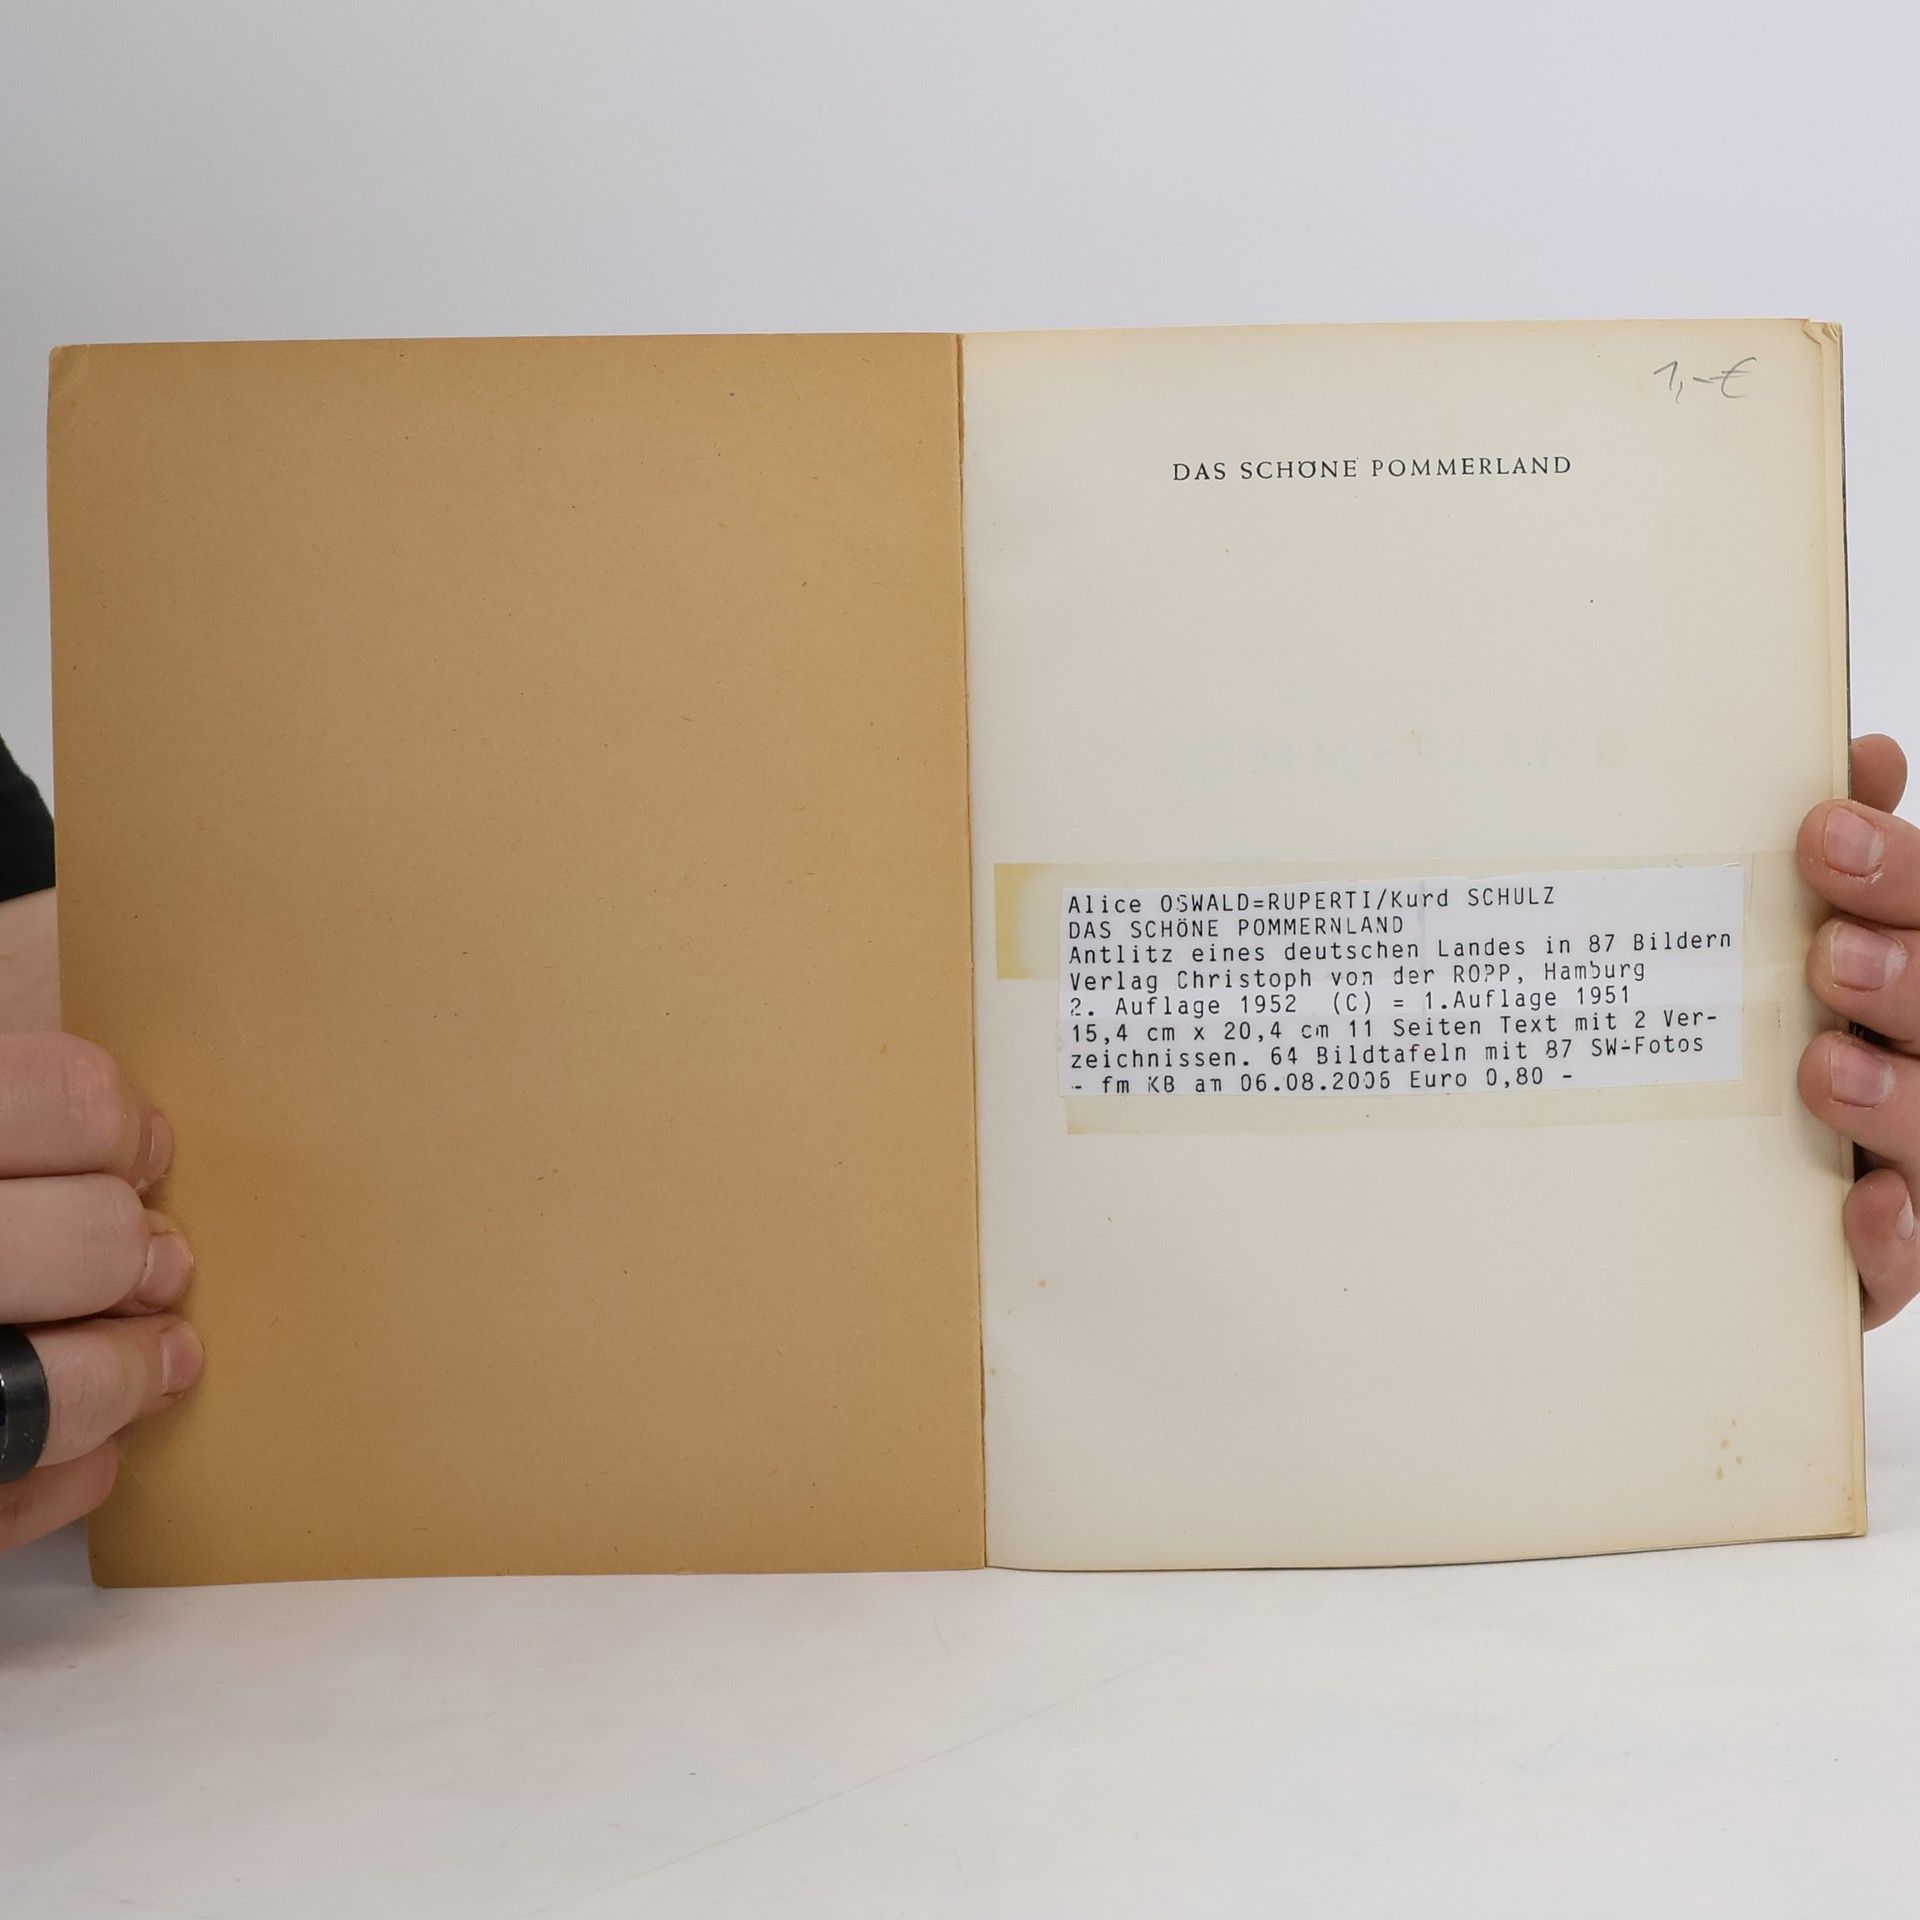 1,-€
DAS SCHÖNE POMMERLAND
Alice OSWALD=RUPERTI/Kurd SCHULZ
DAS SCHÖNE POMMERNLAND
Antlitz eines deutschen Landes in 87 Bildern
Verlag Christoph von der ROPP, Hamburg
2. Auflage 1952 (C) = 1.Auflage 1951
15,4 cm x 20,4 cm 11 Seiten Text mit 2 Ver-
zeichnissen. 64 Bildtafeln mit 87 SW-Fotos
- fm KB am 06.08.2006 Euro 0,80 -